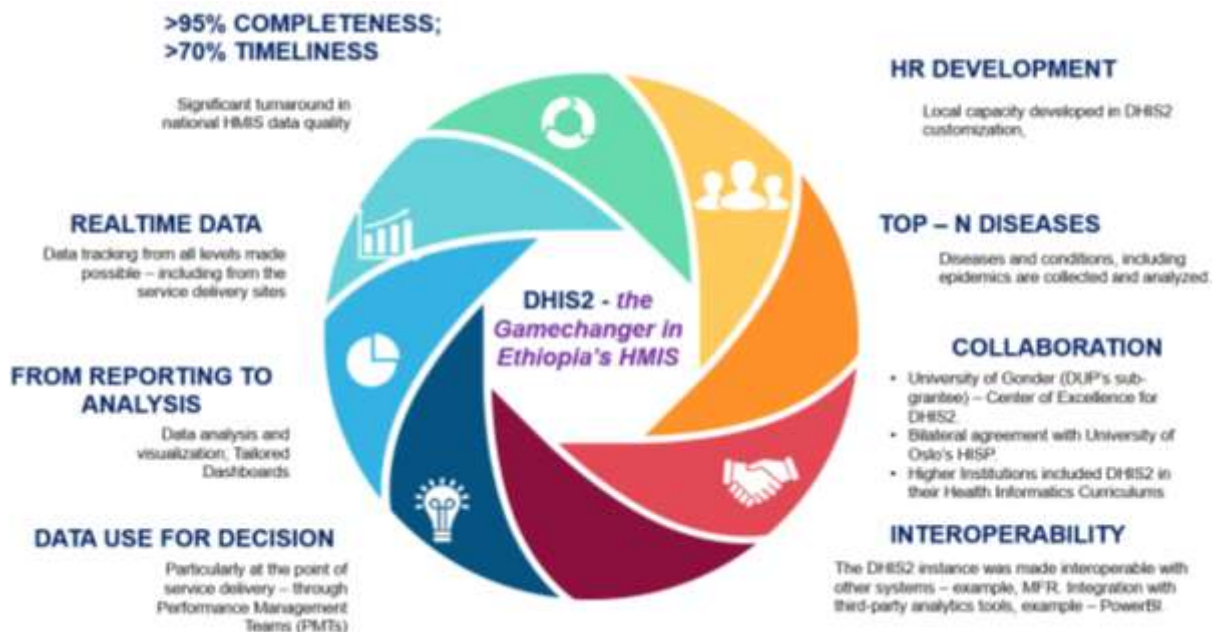 >95% COMPLETENESS;
>70% TIMELINESS
Significant turnaround in
national HMIS data quality
REALTIME DATA
Data tracking from all levels made
possible – including from the
service delivery sites
FROM REPORTING TO
ANALYSIS
Data analysis and
visualization; Tailored
Dashboards
DATA USE FOR DECISION
Particularly at the point of
service delivery – through
Performance Management
Teams (PMTs)
DHIS2 - the
Gamechanger in
Ethiopia's HMIS
HR DEVELOPMENT
Local capacity developed in DHIS2
customization,
TOP – N DISEASES
Diseases and conditions, including
epidemics are collected and analyzed.
COLLABORATION
• University of Gonder (DUP's sub-
grantee) – Center of Excellence for
DHIS2.
• Bilateral agreement with University of
Oslo's HISP.
• Higher Institutions included DHIS2 in
their Health Informatics Curriculums
INTEROPERABILITY
The DHIS2 instance was made interoperable with
other systems – example, MFR. Integration with
third-party analytics tools, example – PowerBI.